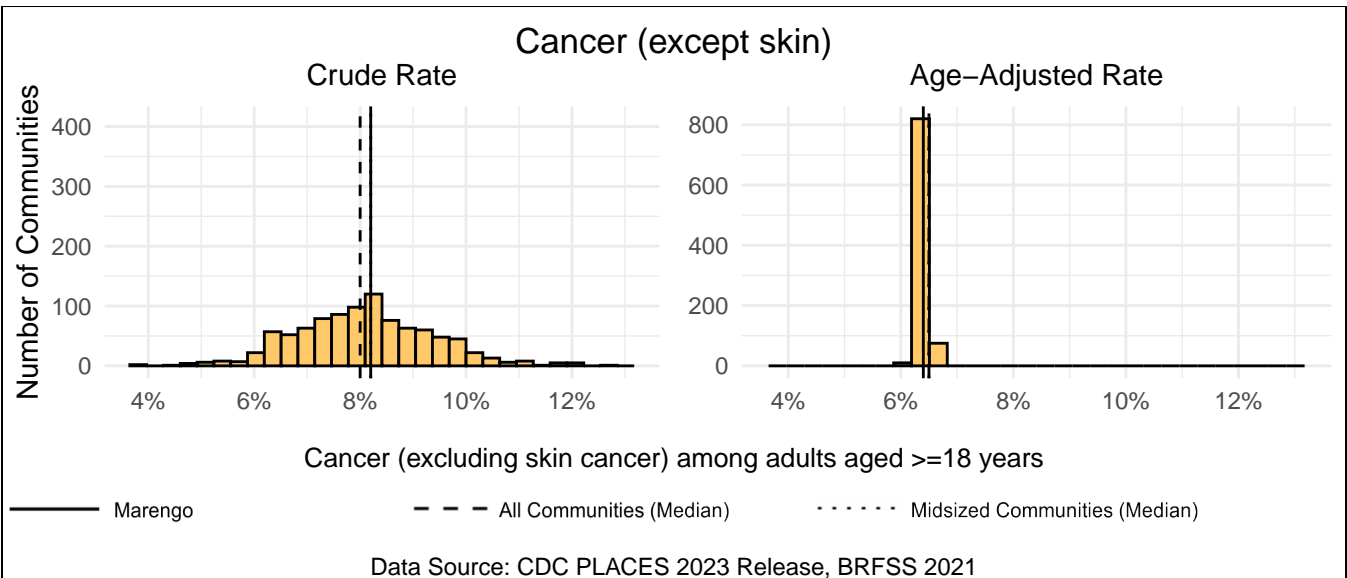 Cancer (except skin)
Crude Rate
Age−Adjusted Rate
Number of Communities
400
300
200
100
0
4%
6%
8%
10%
12%
800
600
400
200
0
4%
6%
8%
10%
12%
Cancer (excluding skin cancer) among adults aged >=18 years
Marengo
All Communities (Median)
Midsized Communities (Median)
Data Source: CDC PLACES 2023 Release, BRFSS 2021